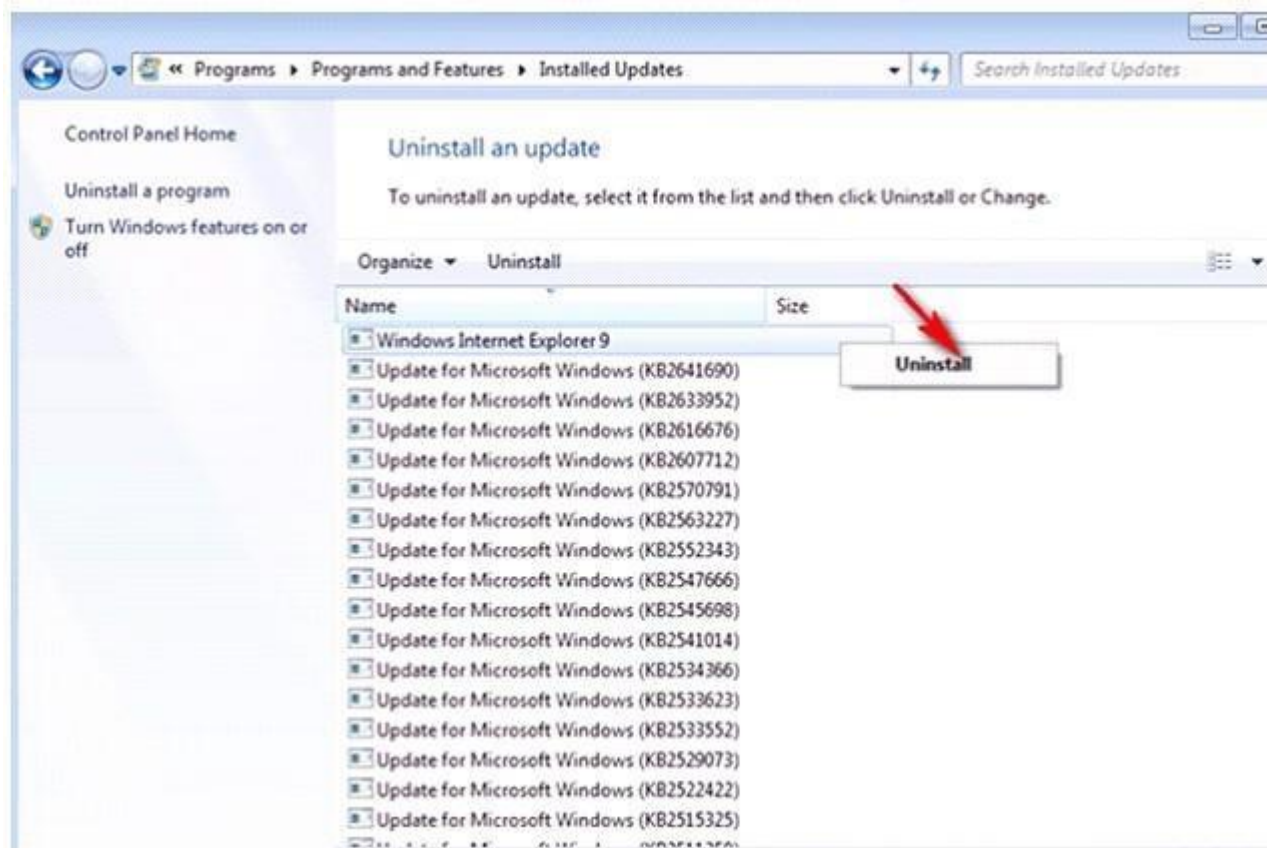 « Programs ▸ Programs and Features ▸ Installed Updates
Search Installed Updates
Control Panel Home
Uninstall a program
Turn Windows features on or
off
Uninstall an update
To uninstall an update, select it from the list and then click Uninstall or Change.
Organize Uninstall
Name Size
Windows Internet Explorer 9
Uninstall
Update for Microsoft Windows (KB2641690)
Update for Microsoft Windows (KB2633952)
Update for Microsoft Windows (KB2616676)
Update for Microsoft Windows (KB2607712)
Update for Microsoft Windows (KB2570791)
Update for Microsoft Windows (KB2563227)
Update for Microsoft Windows (KB2552343)
Update for Microsoft Windows (KB2547666)
Update for Microsoft Windows (KB2545698)
Update for Microsoft Windows (KB2541014)
Update for Microsoft Windows (KB2534366)
Update for Microsoft Windows (KB2533623)
Update for Microsoft Windows (KB2533552)
Update for Microsoft Windows (KB2529073)
Update for Microsoft Windows (KB2522422)
Update for Microsoft Windows (KB2515325)